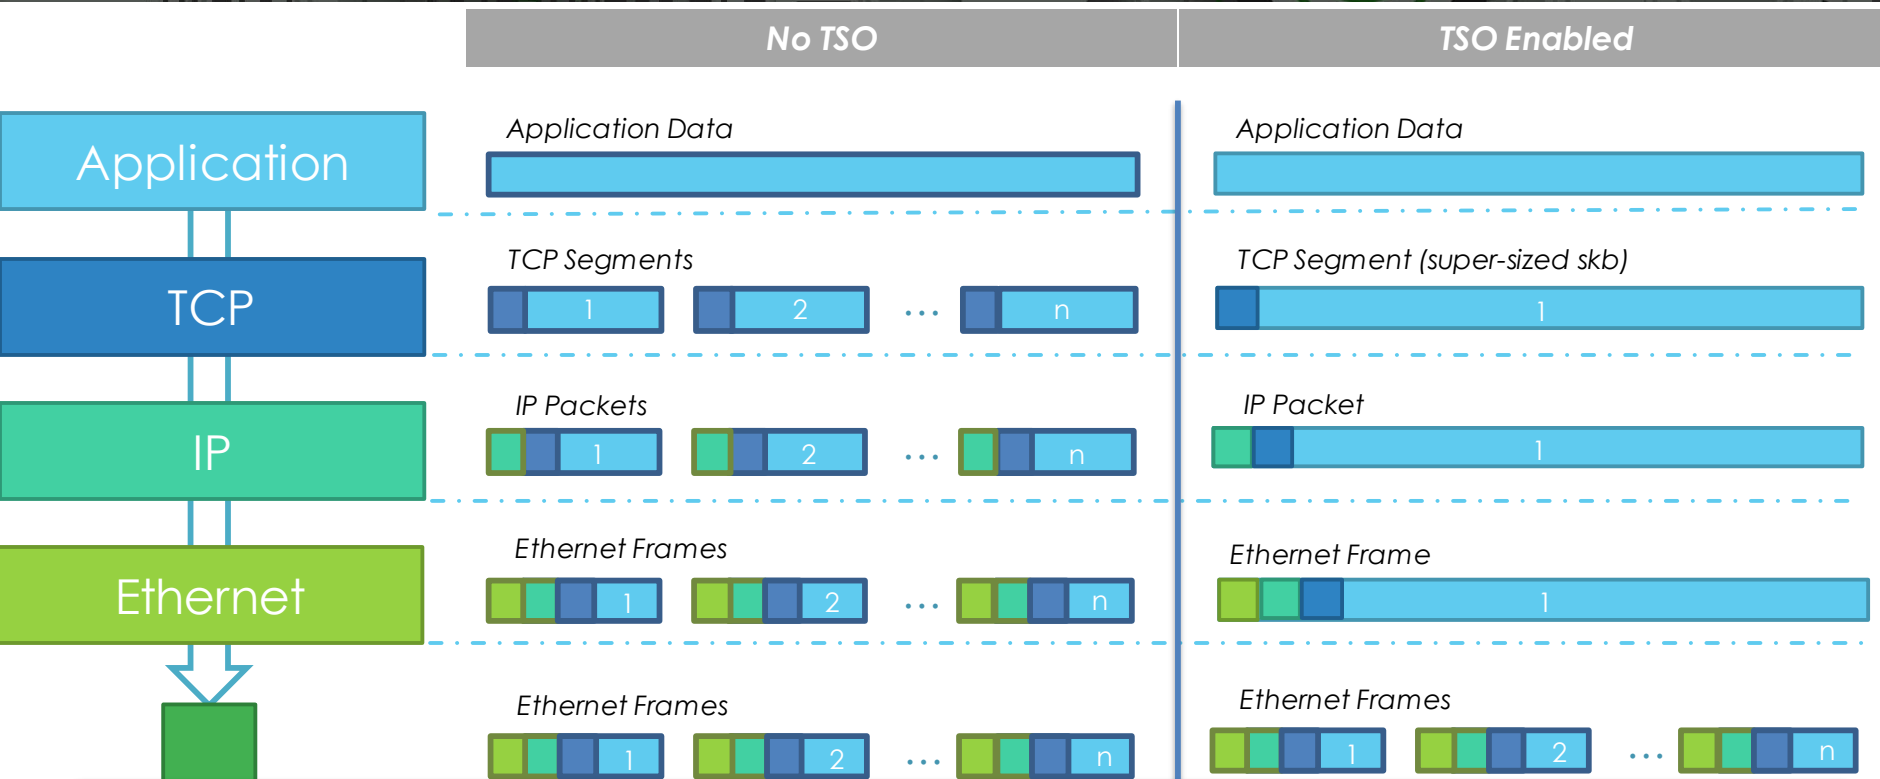 No TSO
TSO Enabled
Application
Application Data
Application Data
TCP
TCP Segments
1
2
...
n
TCP Segment (super-sized skb)
1
IP
IP Packets
1
2
...
n
IP Packet
1
Ethernet
Ethernet Frames
1
2
...
n
Ethernet Frame
1
Ethernet Frames
1
2
...
n
Ethernet Frames
1
2
...
n